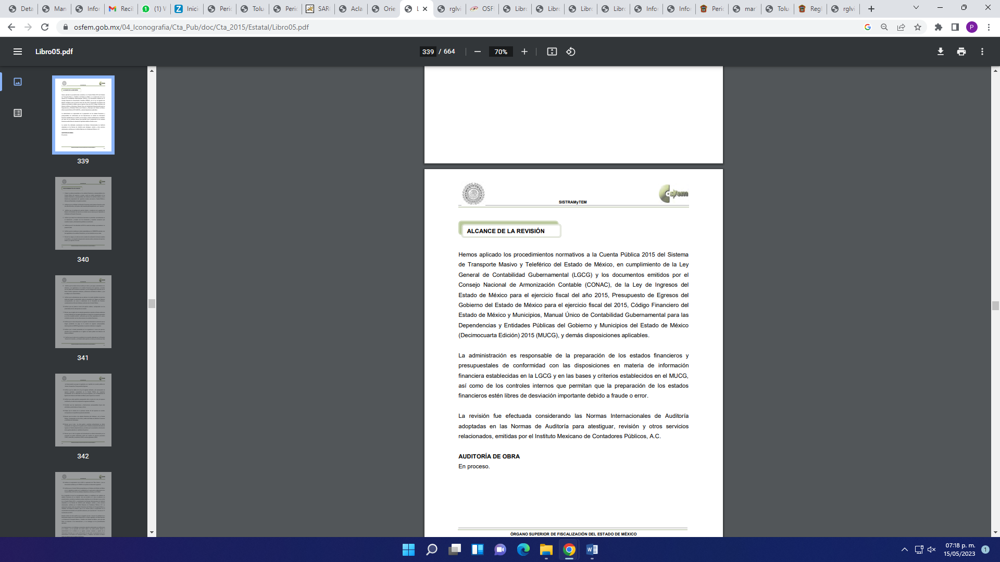 Deta
Man
Infor
Recil
(1) V
Inici
Peric
Tolu
Peric
SAR
Acla
Orie
L
rglvi
OSFI
Libro
Libro
Libro
Libro
Infor
Infor
Peric
mar
Tolu
Regl
rglvi
osfem.gob.mx/04_Iconografia/Cta_Pub/doc/Cta_2015/Estatal/Libro05.pdf
P
Libro05.pdf
339 / 664
70%
339
340
341
342
SISTRAMyTEM
osfem
ALCANCE DE LA REVISIÓN
Hemos aplicado los procedimientos normativos a la Cuenta Pública 2015 del Sistema
de Transporte Masivo y Teleférico del Estado de México, en cumplimiento de la Ley
General de Contabilidad Gubernamental (LGCG) y los documentos emitidos por el
Consejo Nacional de Armonización Contable (CONAC), de la Ley de Ingresos del
Estado de México para el ejercicio fiscal del año 2015, Presupuesto de Egresos del
Gobierno del Estado de México para el ejercicio fiscal del 2015, Código Financiero del
Estado de México y Municipios, Manual Único de Contabilidad Gubernamental para las
Dependencias y Entidades Públicas del Gobierno y Municipios del Estado de México
(Decimocuarta Edición) 2015 (MUCG), y demás disposiciones aplicables.
La administración es responsable de la preparación de los estados financieros y
presupuestales de conformidad con las disposiciones en materia de información
financiera establecidas en la LGCG y en las bases y criterios establecidos en el MUCG,
así como de los controles internos que permitan que la preparación de los estados
financieros estén libres de desviación importante debido a fraude o error.
La revisión fue efectuada considerando las Normas Internacionales de Auditoría
adoptadas en las Normas de Auditoría para atestiguar, revisión y otros servicios
relacionados, emitidas por el Instituto Mexicano de Contadores Públicos, A.C.
AUDITORÍA DE OBRA
En proceso.
ÓRGANO SUPERIOR DE FISCALIZACIÓN DEL ESTADO DE MÉXICO
07:18 p. m.
15/05/2023
1